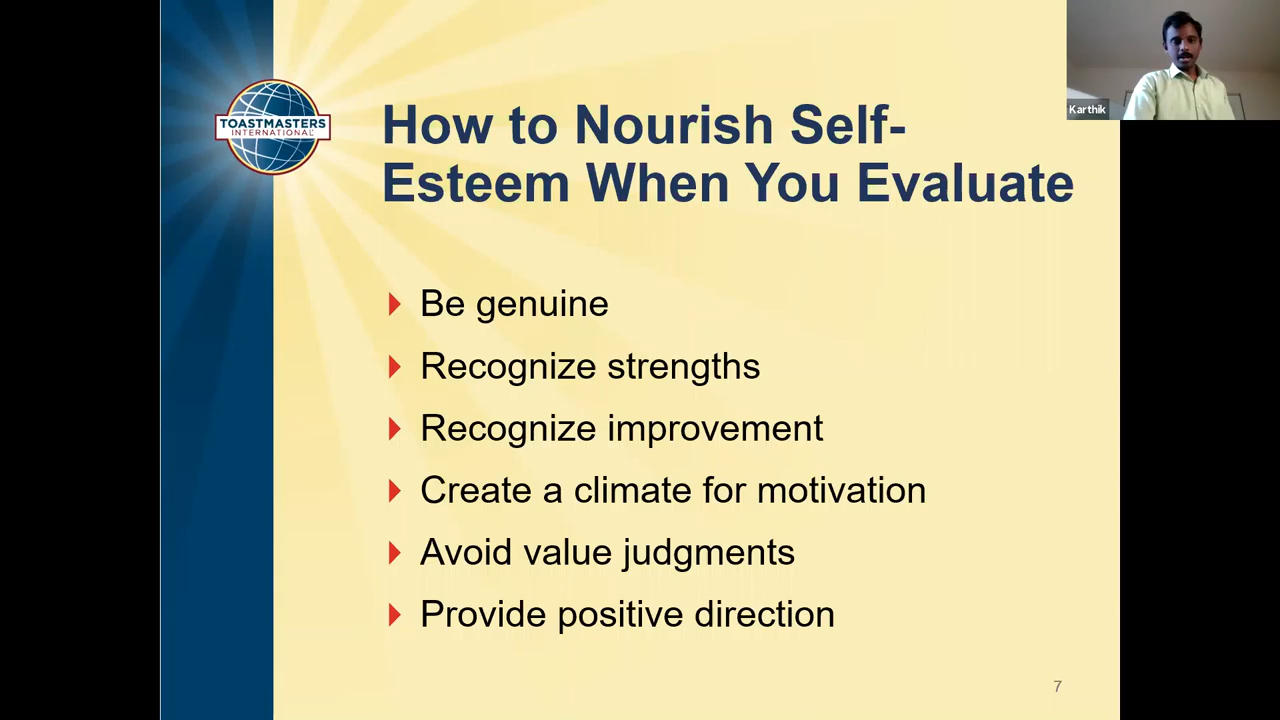 Karthik
TOASTMASTERS
INTERNATIONAL
How to Nourish Self-
Esteem When You Evaluate
Be genuine
Recognize strengths
Recognize improvement
Create a climate for motivation
Avoid value judgments
Provide positive direction
7